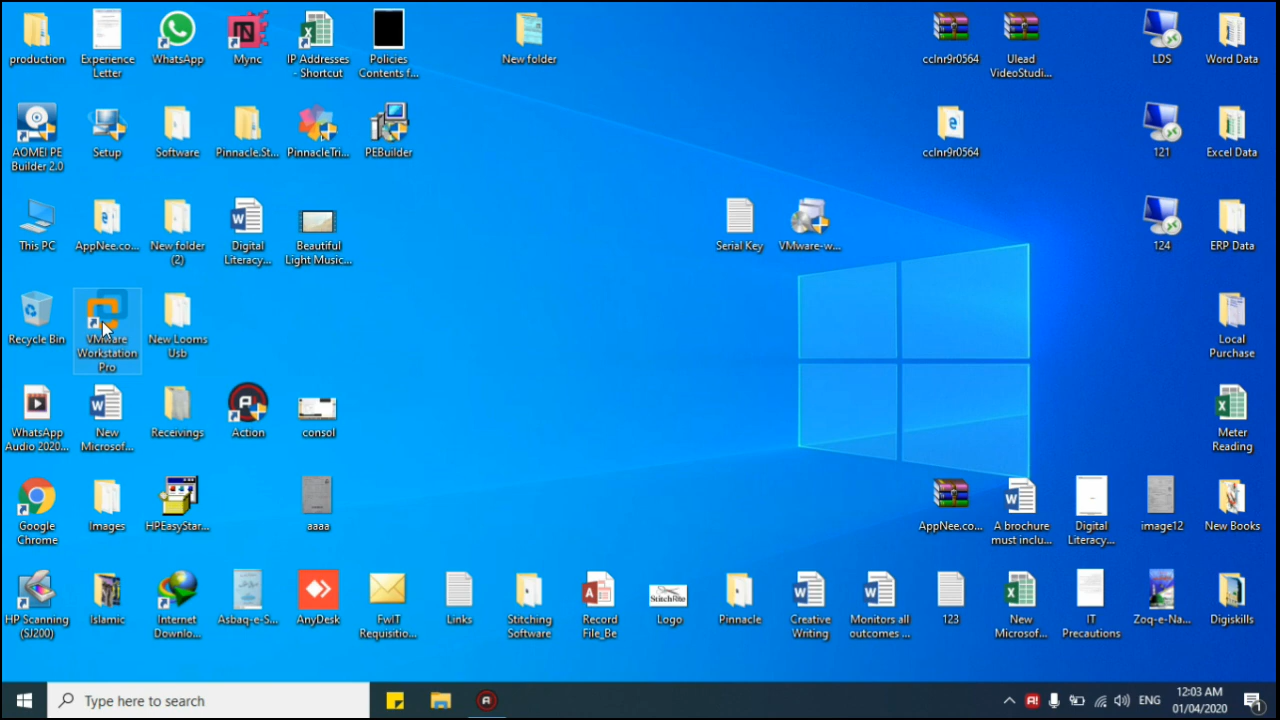 production
Experience
Letter
WhatsApp
Mync
IP Addresses
- Shortcut
Policies
Contents f...
New folder
cclnr9r0564
Ulead
VideoStudi...
LDS
Word Data
AOMEI PE
Builder 2.0
Setup
Software
Pinnacle.St...
PinnacleTri...
PEBuilder
cclnr9r0564
121
Excel Data
This PC
AppNee.co...
New folder
(2)
Digital
Literacy...
Beautiful
Light Music...
Serial Key
VMware-w...
124
ERP Data
Recycle Bin
VMware
Workstation
Pro
New Looms
Usb
Local
Purchase
WhatsApp
Audio 2020...
New
Microsof...
Receivings
Action
consol
Meter
Reading
Google
Chrome
Images
HPEasyStar...
aaaa
AppNee.co...
A brochure
must inclu...
Digital
Literacy...
image12
New Books
HP Scanning
(SJ200)
Islamic
Internet
Downlo...
Asbaq-e-S...
AnyDesk
FwIT
Requisitio...
Links
Stitching
Software
Record
File_Be
StitchRite
Logo
Pinnacle
Creative
Writing
Monitors all
outcomes ...
123
New
Microsof...
IT
Precautions
Zoq-e-Na...
Digiskills
Type here to search
ENG
12:03 AM
01/04/2020
1